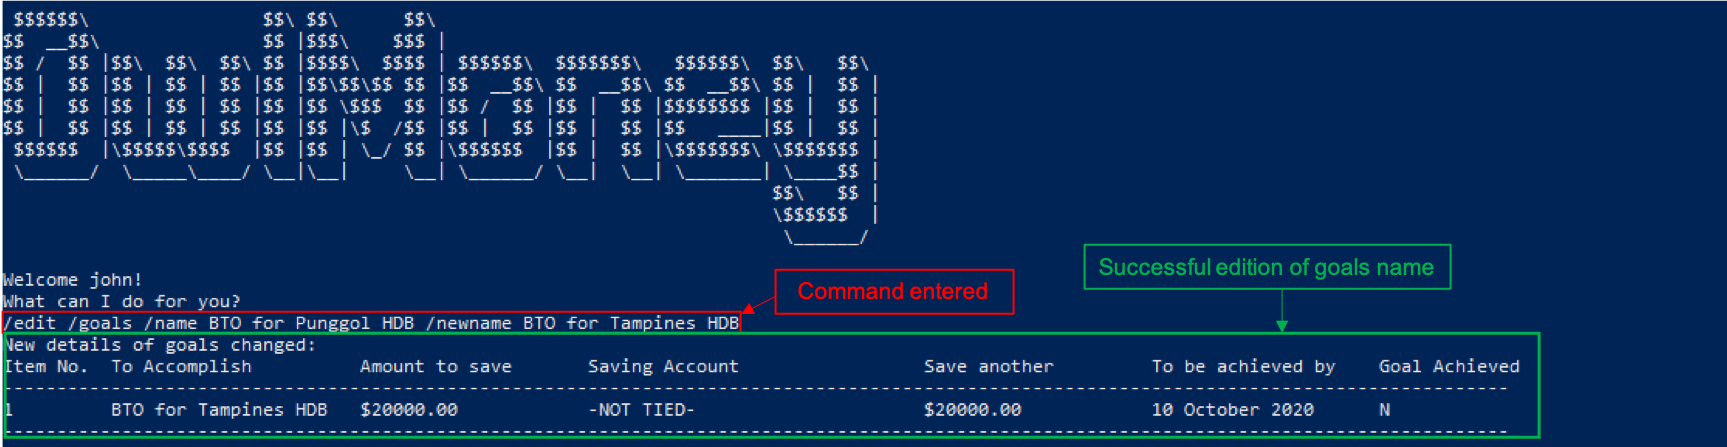 OwlMoney
Welcome john!
What can I do for you?
Command entered
Successful edition of goals name
/edit /goals /name BTO for Punggol HDB /newname BTO for Tampines HDB
New details of goals changed:
Item No. To Accomplish Amount to save Saving Account Save another To be achieved by Goal Achieved
1 BTO for Tampines HDB $20000.00 -NOT TIED- $20000.00 10 October 2020 N